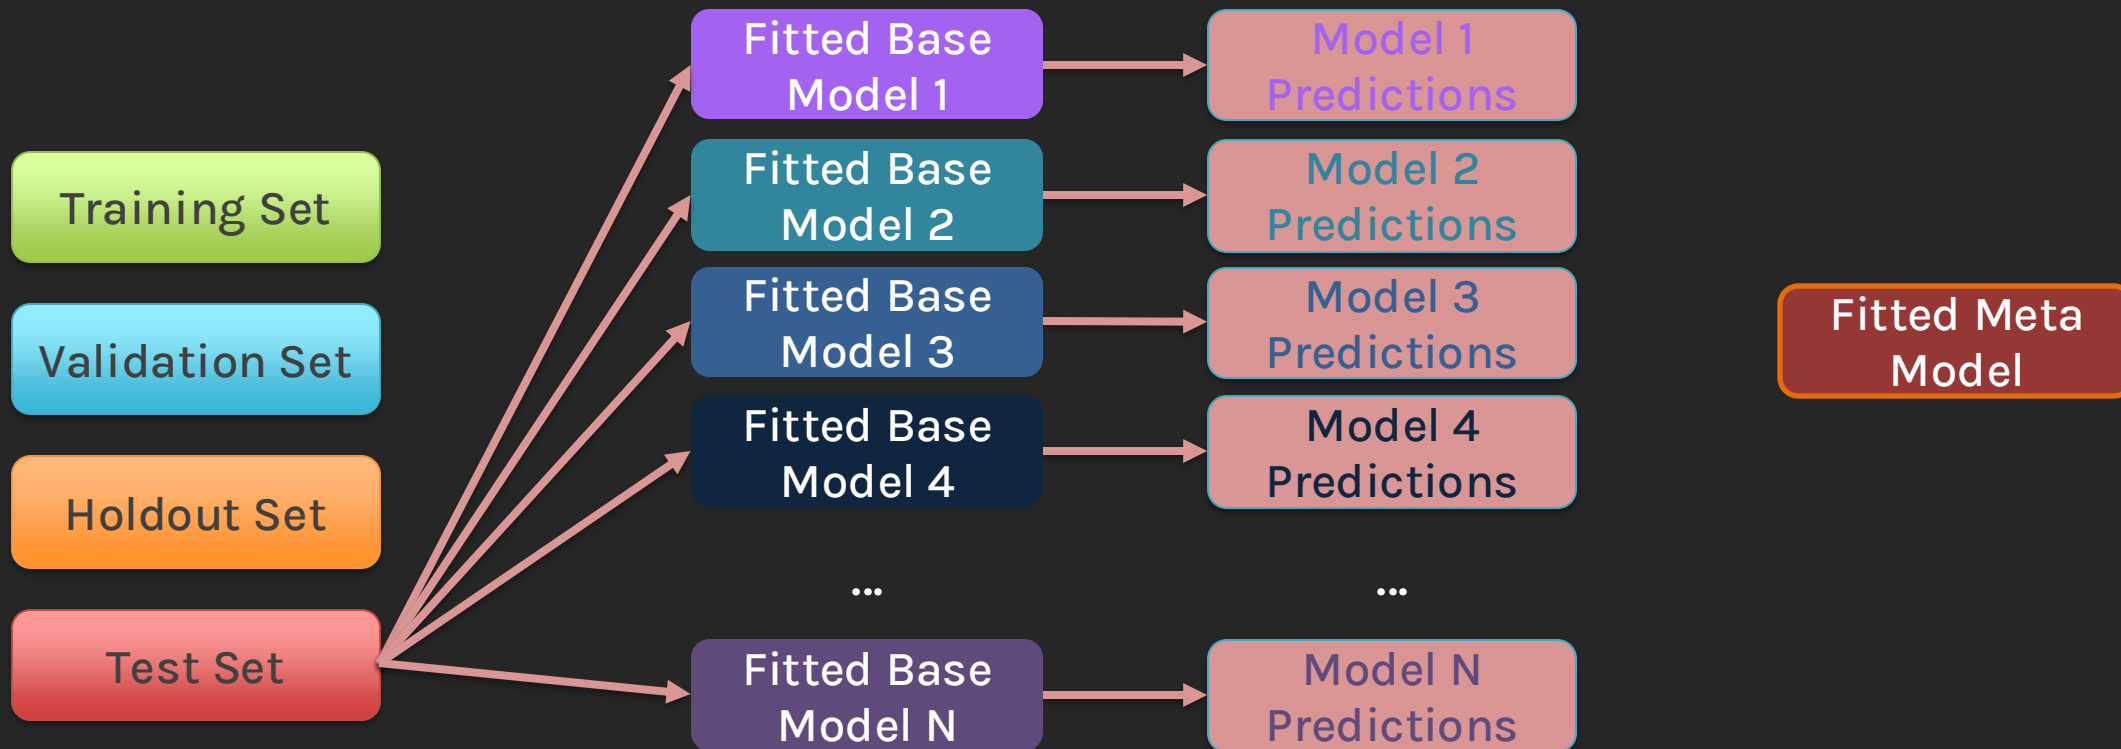 Training Set
Validation Set
Holdout Set
Test Set
Fitted Base
Model 1
Fitted Base
Model 2
Fitted Base
Model 3
Fitted Base
Model 4
...
Fitted Base
Model N
Model 1
Predictions
Model 2
Predictions
Model 3
Predictions
Model 4
Predictions
...
Model N
Predictions
Fitted Meta
Model